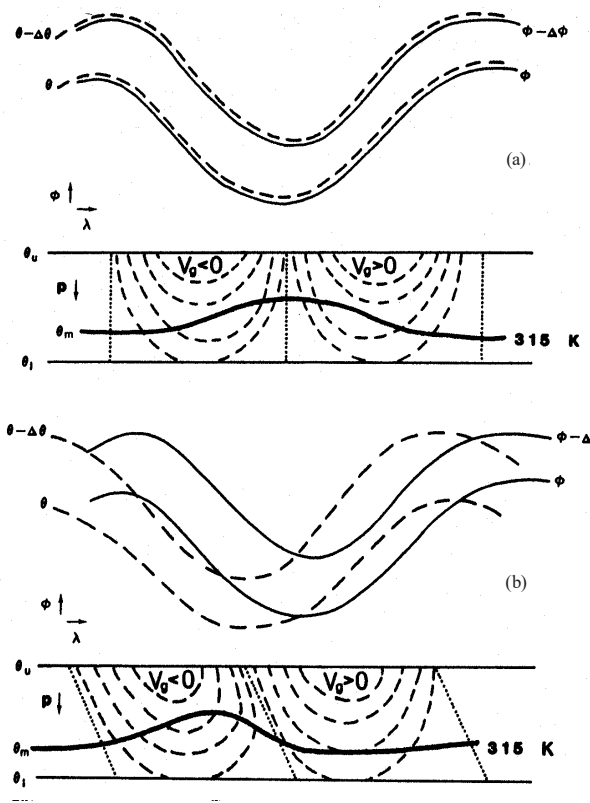 θ-Δθ ϕ-Δϕ
θ ϕ
(a)
ϕ
λ
θu Vg<0 Vg>0
P
θm 315 K
θl
θ-Δθ ϕ-Δ
θ ϕ
(b)
ϕ
λ
θu Vg<0 Vg>0
P
θm 315 K
θl